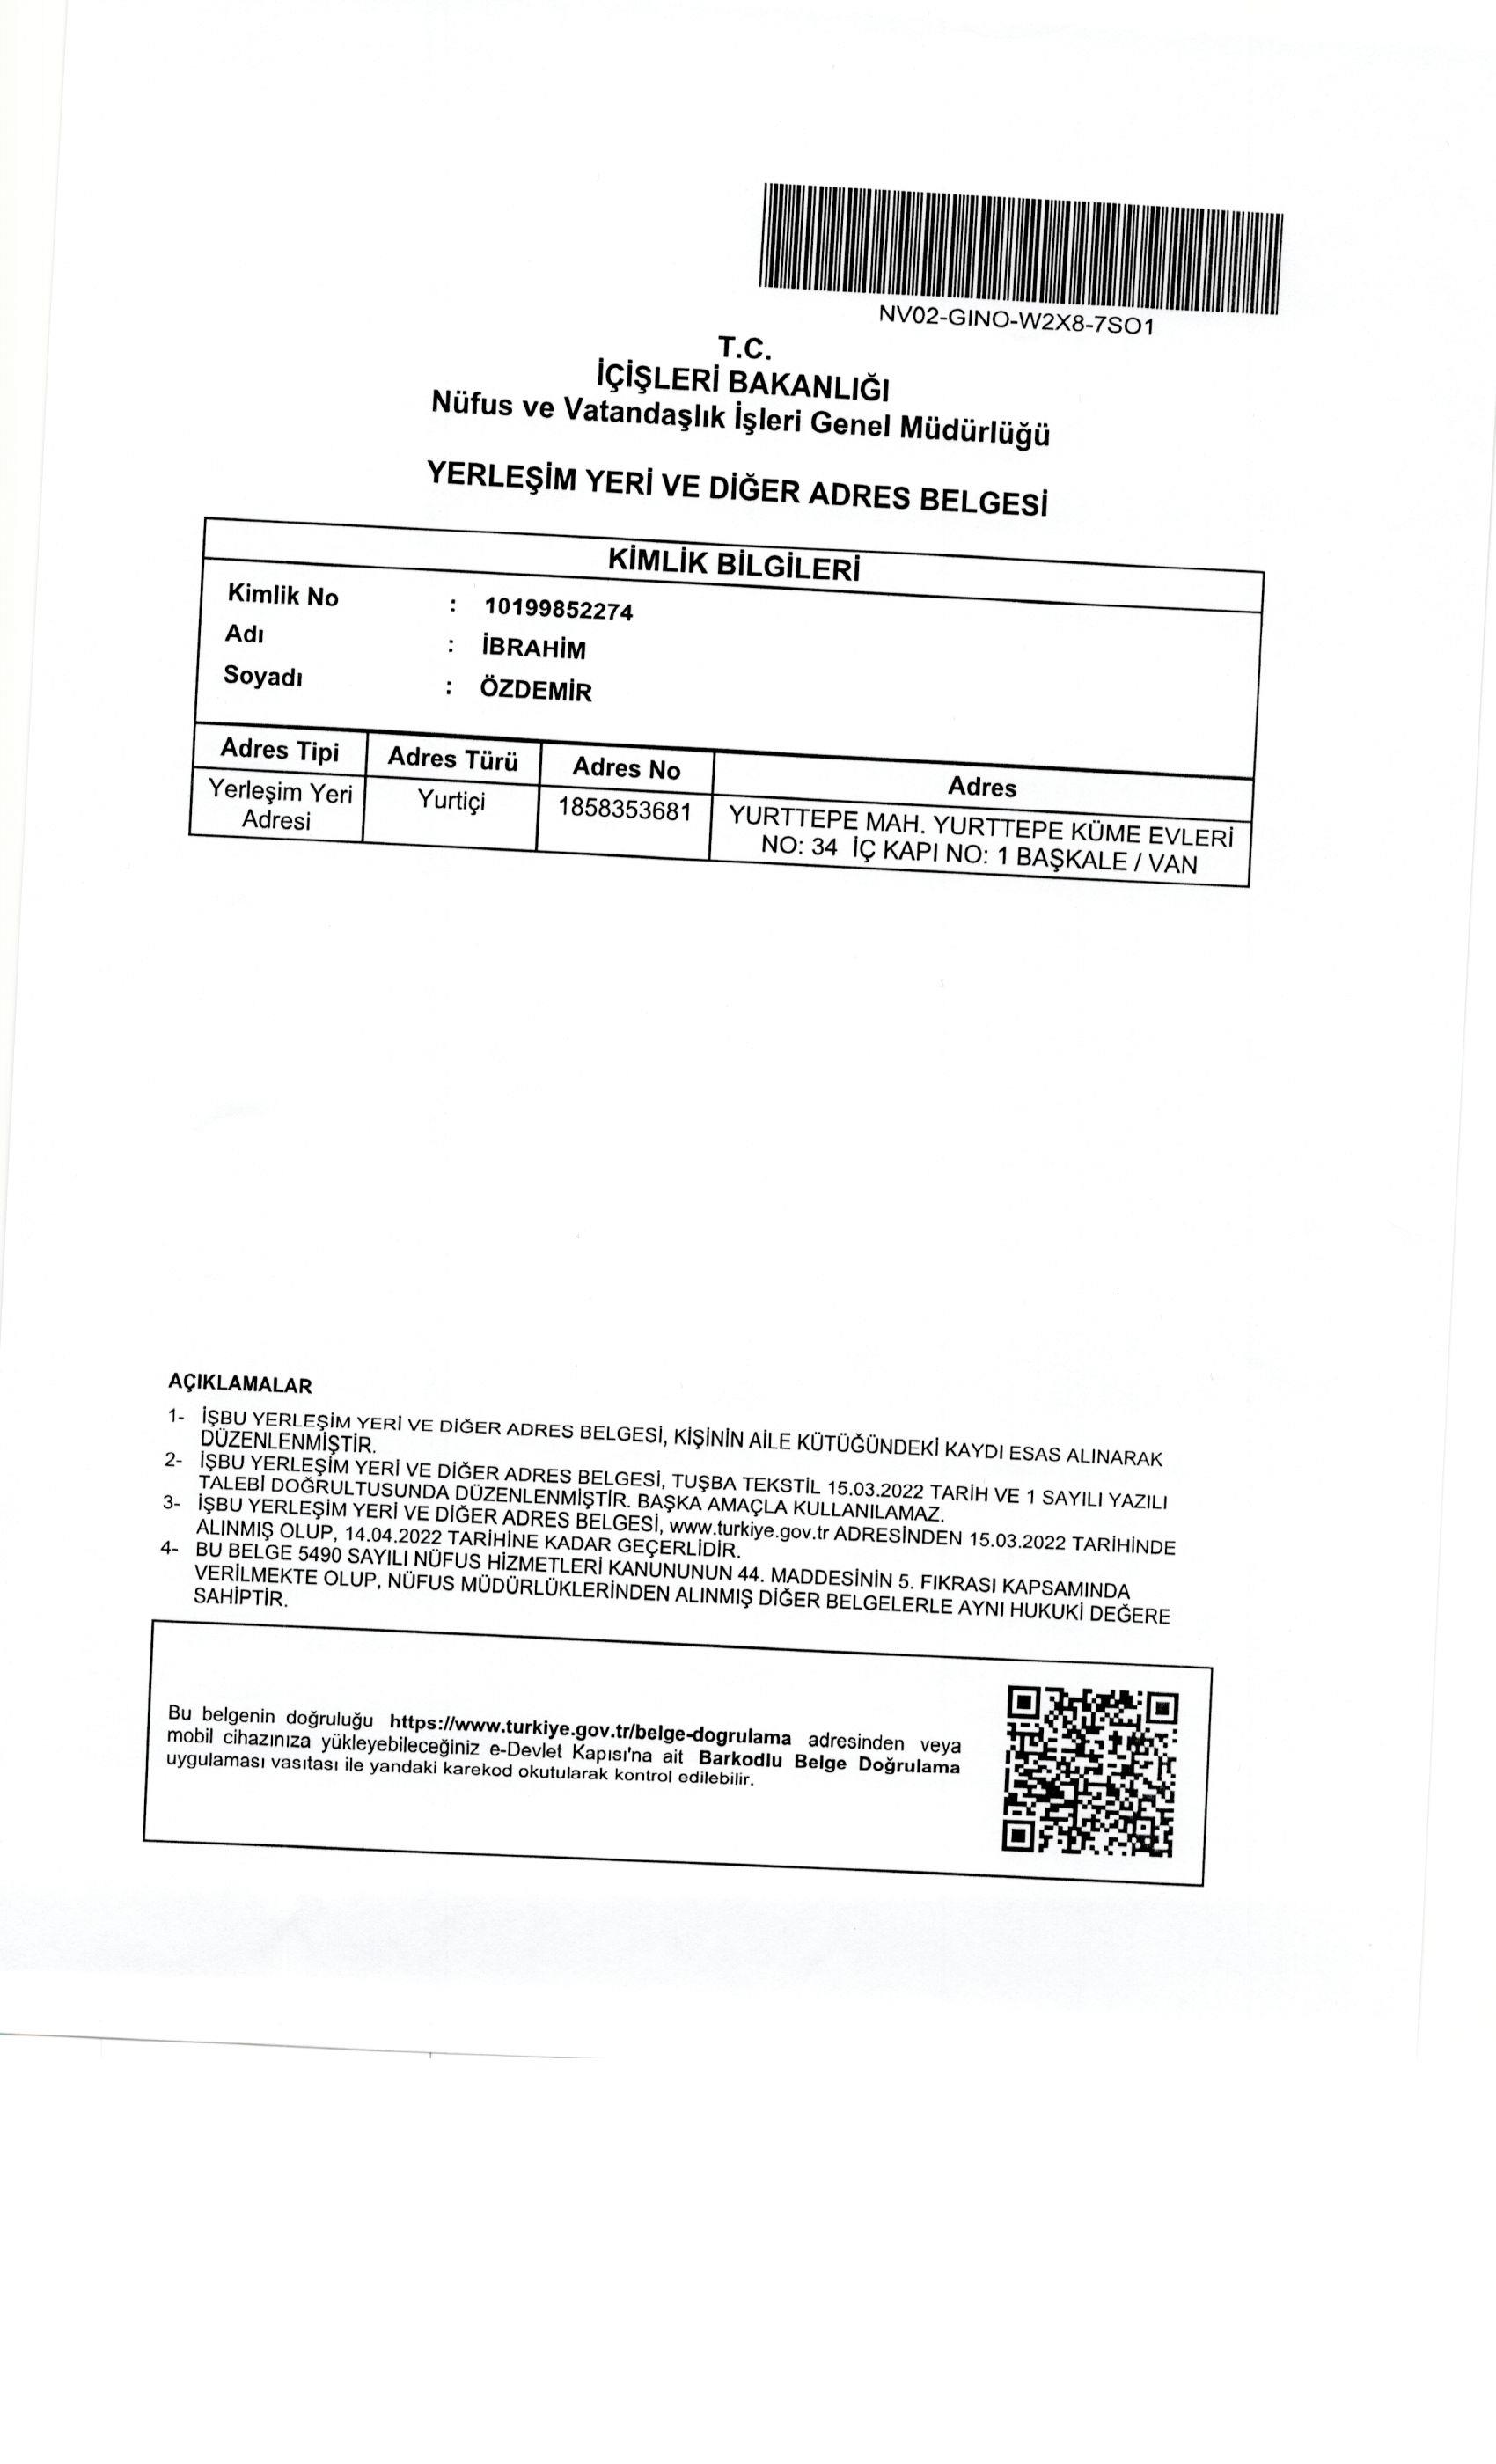 NV02-GINO-W2X8-7SO1
T.C.
İÇİŞLERİ BAKANLIĞI
Nüfus ve Vatandaşlık İşleri Genel Müdürlüğü
YERLEŞİM YERİ VE DİĞER ADRES BELGESİ
KİMLİK BİLGİLERİ
Kimlik No : 10199852274
Adı : İBRAHİM
Soyadı : ÖZDEMİR
Adres Tipi Adres Türü Adres No Adres
Yerleşim Yeri Yurtiçi 1858353681 YURTTEPE MAH. YURTTEPE KÜME EVLERİ
Adresi NO: 34 İÇ KAPI NO: 1 BAŞKALE / VAN
AÇIKLAMALAR
1- İŞBU YERLEŞİM YERİ VE DİĞER ADRES BELGESİ, KİŞİNİN AİLE KÜTÜĞÜNDEKİ KAYDI ESAS ALINARAK
DÜZENLENMİŞTİR.
2- İŞBU YERLEŞİM YERİ VE DİĞER ADRES BELGESİ, TUŞBA TEKSTİL 15.03.2022 TARİH VE 1 SAYILI YAZILI
TALEBİ DOĞRULTUSUNDA DÜZENLENMİŞTİR. BAŞKA AMAÇLA KULLANILAMAZ.
3- İŞBU YERLEŞİM YERİ VE DİĞER ADRES BELGESİ, www.turkiye.gov.tr ADRESİNDEN 15.03.2022 TARİHİNDE
ALINMIŞ OLUP, 14.04.2022 TARİHİNE KADAR GEÇERLİDİR.
4- BU BELGE 5490 SAYILI NÜFUS HİZMETLERİ KANUNUNUN 44. MADDESİNİN 5. FIKRASI KAPSAMINDA
VERİLMEKTE OLUP, NÜFUS MÜDÜRLÜKLERİNDEN ALINMIŞ DİĞER BELGELERLE AYNI HUKUKİ DEĞERE
SAHİPTİR.
Bu belgenin doğruluğu https://www.turkiye.gov.tr/belge-dogrulama adresinden veya
mobil cihazınıza yükleyebileceğiniz e-Devlet Kapısı'na ait Barkodlu Belge Doğrulama
uygulaması vasıtası ile yandaki karekod okutularak kontrol edilebilir.